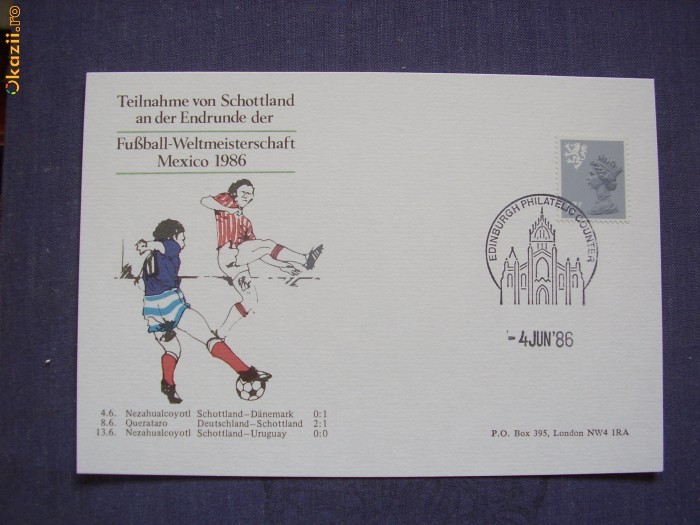 Okazii.ro
Teilnahme von Schottland
an der Endrunde der
Fußball-Weltmeisterschaft
Mexico 1986
EDINBURGH PHILATELIC COUNTER
-4 JUN '86
4.6. Nezahualcoyotl Schottland–Dänemark 0:1
8.6. Querataro Deutschland–Schottland 2:1
13.6. Nezahualcoyotl Schottland–Uruguay 0:0
P.O. Box 395, London NW4 1RA